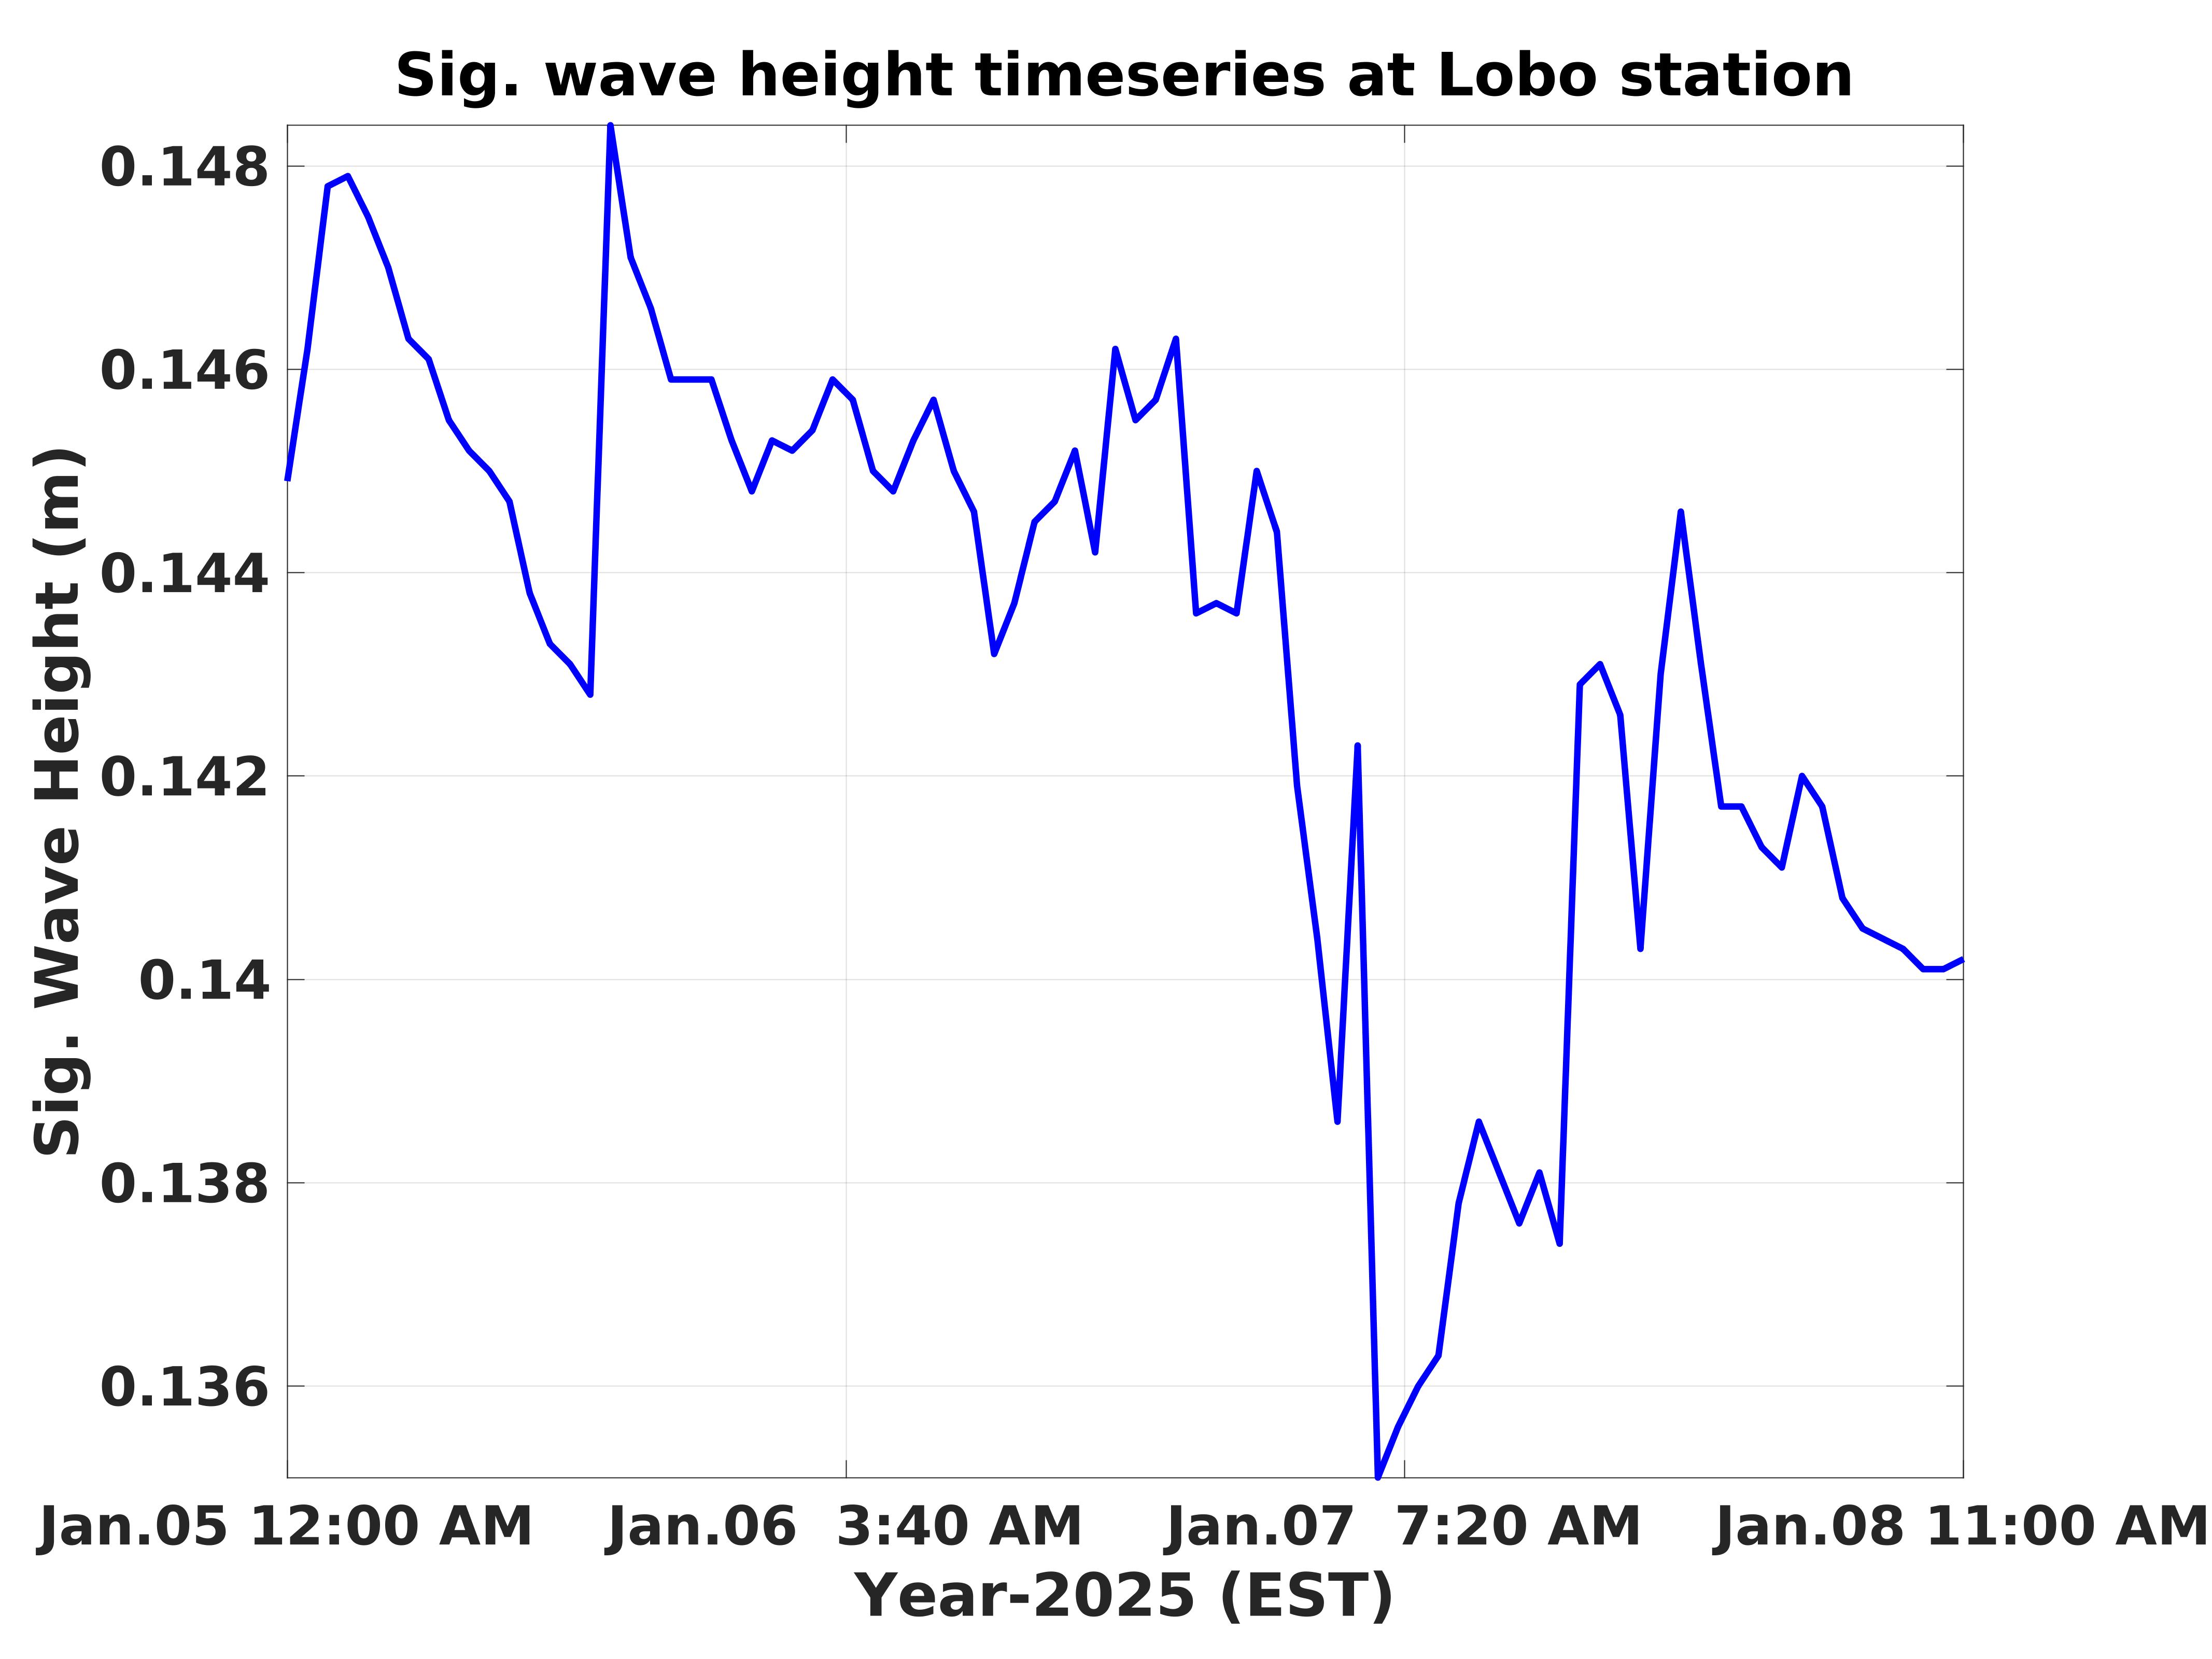 Sig. wave height timeseries at Lobo station
0.148
0.146
0.144
0.142
0.14
0.138
0.136
Sig. Wave Height (m)
Jan.05 12:00 AM
Jan.06 3:40 AM
Jan.07 7:20 AM
Jan.08 11:00 AM
Year-2025 (EST)